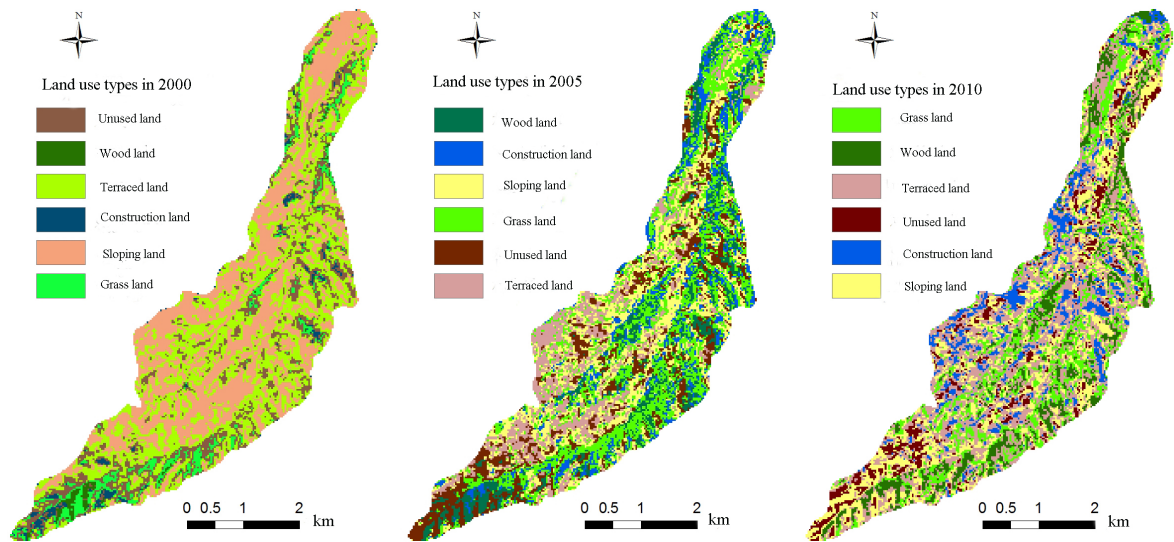 N
Land use types in 2000
Unused land
Wood land
Terraced land
Construction land
Sloping land
Grass land
0 0.5 1 2
km
N
Land use types in 2005
Wood land
Construction land
Sloping land
Grass land
Unused land
Terraced land
0 0.5 1 2
km
N
Land use types in 2010
Grass land
Wood land
Terraced land
Unused land
Construction land
Sloping land
0 0.5 1 2
km